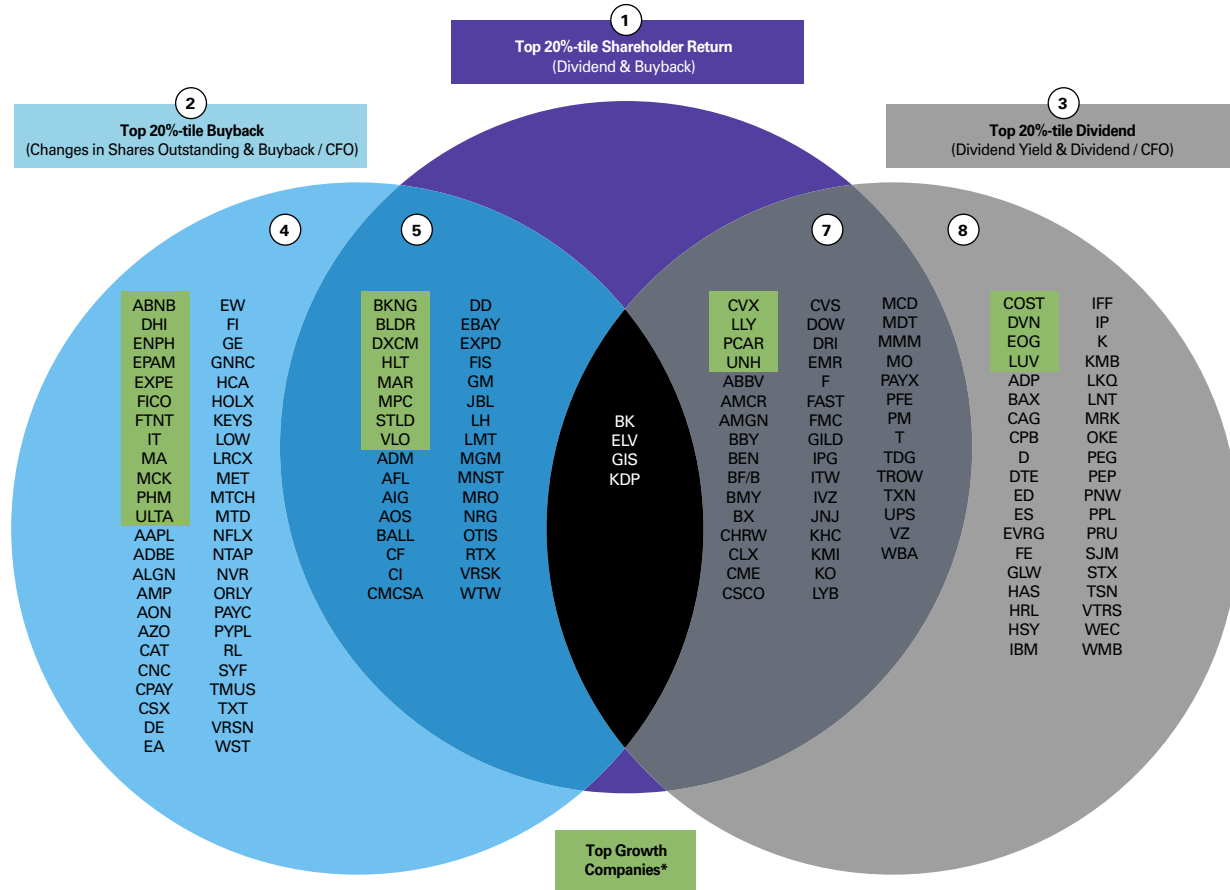 1
Top 20%-tile Shareholder Return
(Dividend & Buyback)
2
Top 20%-tile Buyback
(Changes in Shares Outstanding & Buyback / CFO)
3
Top 20%-tile Dividend
(Dividend Yield & Dividend / CFO)
4
ABNB
DHI
ENPH
EPAM
EXPE
FICO
FTNT
IT
MA
MCK
PHM
ULTA
AAPL
ADBE
ALGN
AMP
AON
AZO
CAT
CNC
CPAY
CSX
DE
EA
EW
FI
GE
GNRC
HCA
HOLX
KEYS
LOW
LRCX
MET
MTCH
MTD
NFLX
NTAP
NVR
ORLY
PAYC
PYPL
RL
SYF
TMUS
TXT
VRSN
WST
5
BKNG
BLDR
DXCM
HLT
MAR
MPC
STLD
VLO
ADM
AFL
AIG
AOS
BALL
CF
CI
CMCSA
DD
EBAY
EXPD
FIS
GM
JBL
LH
LMT
MGM
MNST
MRO
NRG
OTIS
RTX
VRSK
WTW
BK
ELV
GIS
KDP
7
CVX
LLY
PCAR
UNH
ABBV
AMCR
AMGN
BBY
BEN
BF/B
BMY
BX
CHRW
CLX
CME
CSCO
CVS
DOW
DRI
EMR
F
FAST
FMC
GILD
IPG
ITW
IVZ
JNJ
KHC
KMI
KO
LYB
MCD
MDT
MMM
MO
PAYX
PFE
PM
T
TDG
TROW
TXN
UPS
VZ
WBA
8
COST
DVN
EOG
LUV
ADP
BAX
CAG
CPB
D
DTE
ED
ES
EVRG
FE
GLW
HAS
HRL
HSY
IBM
IFF
IP
K
KMB
LKQ
LNT
MRK
OKE
PEG
PEP
PNW
PPL
PRU
SJM
STX
TSN
VTRS
WEC
WMB
Top Growth
Companies*